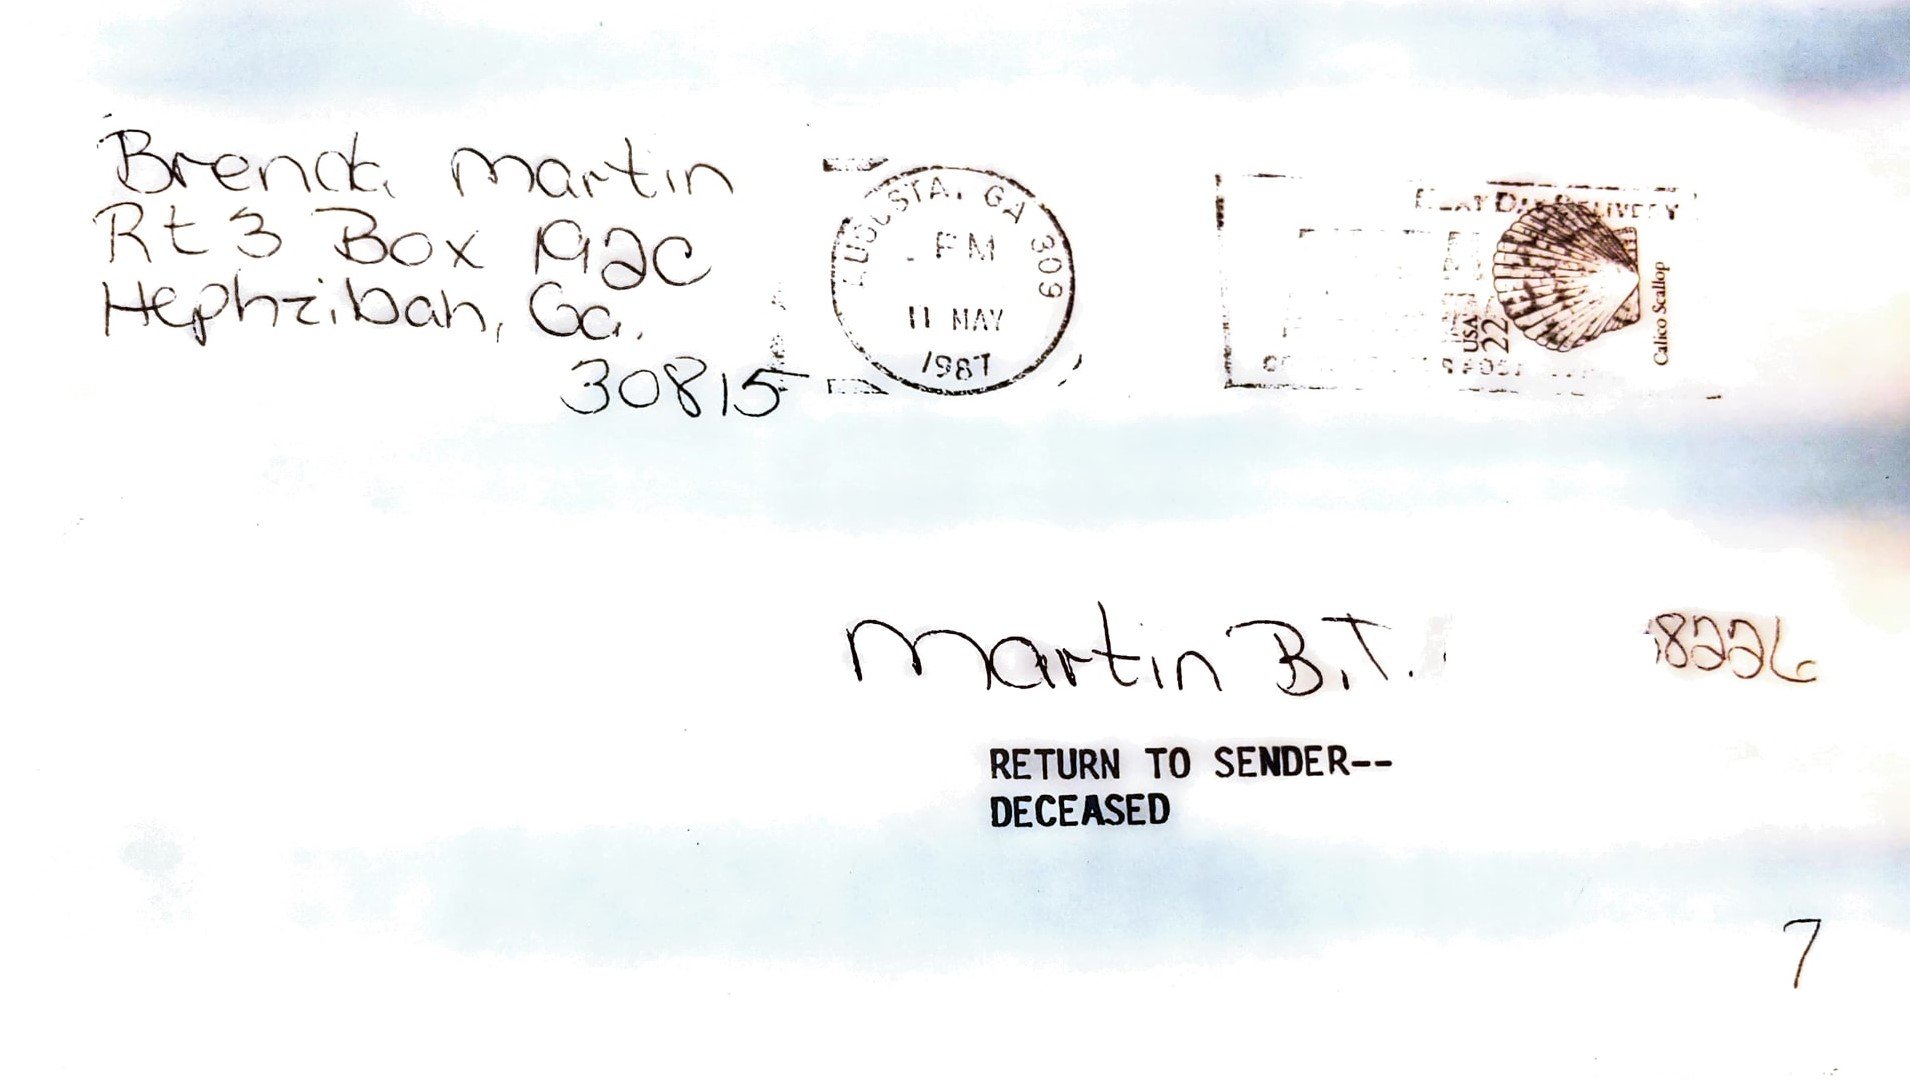 Brenda Martin
Rt 3 Box 192C
Hephzibah, Ga.
30815
AUGUSTA, GA 309
PM
11 MAY
1987
DELIVERY
USA
22
Calico Scallop
Martin B.T.
8226
RETURN TO SENDER--
DECEASED
7